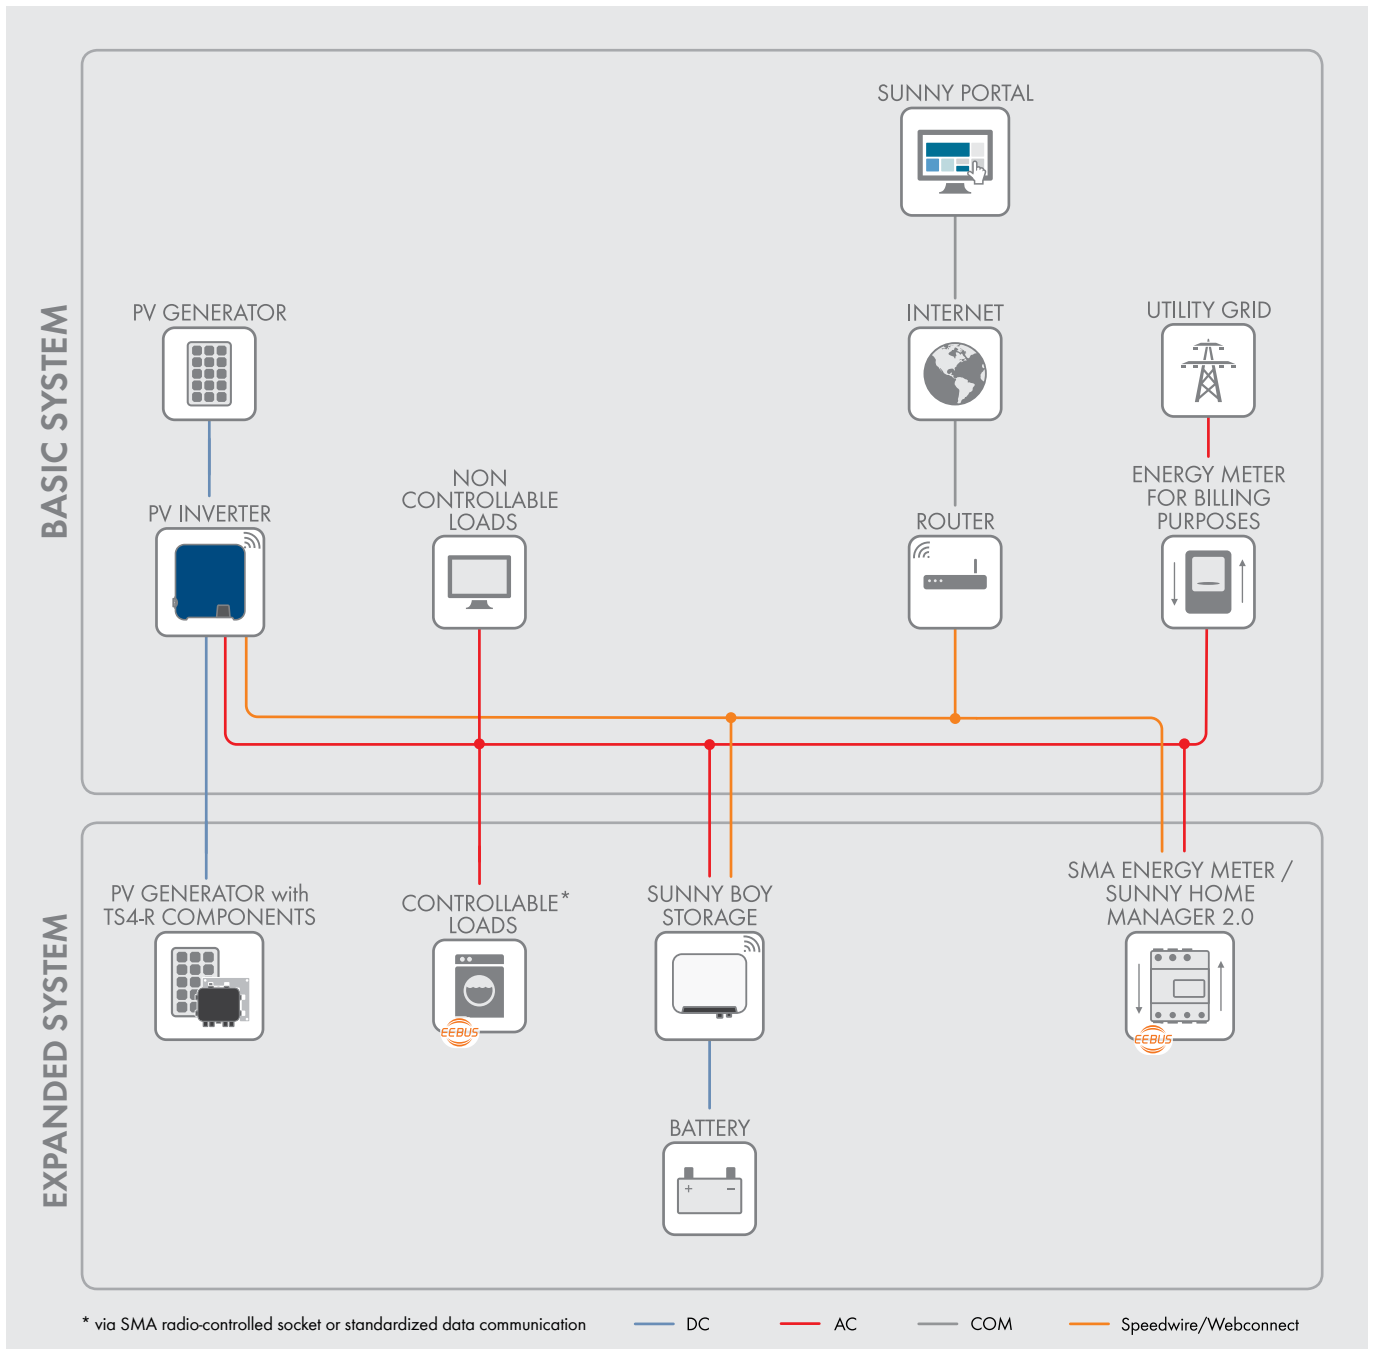 BASIC SYSTEM
SUNNY PORTAL
PV GENERATOR
INTERNET
UTILITY GRID
PV INVERTER
NON
CONTROLLABLE
LOADS
ROUTER
ENERGY METER
FOR BILLING
PURPOSES
EXPANDED SYSTEM
PV GENERATOR with
TS4-R COMPONENTS
CONTROLLABLE*
LOADS
EEBUS
SUNNY BOY
STORAGE
SMA ENERGY METER /
SUNNY HOME
MANAGER 2.0
EEBUS
BATTERY
+ −
* via SMA radio-controlled socket or standardized data communication
DC
AC
COM
Speedwire/Webconnect